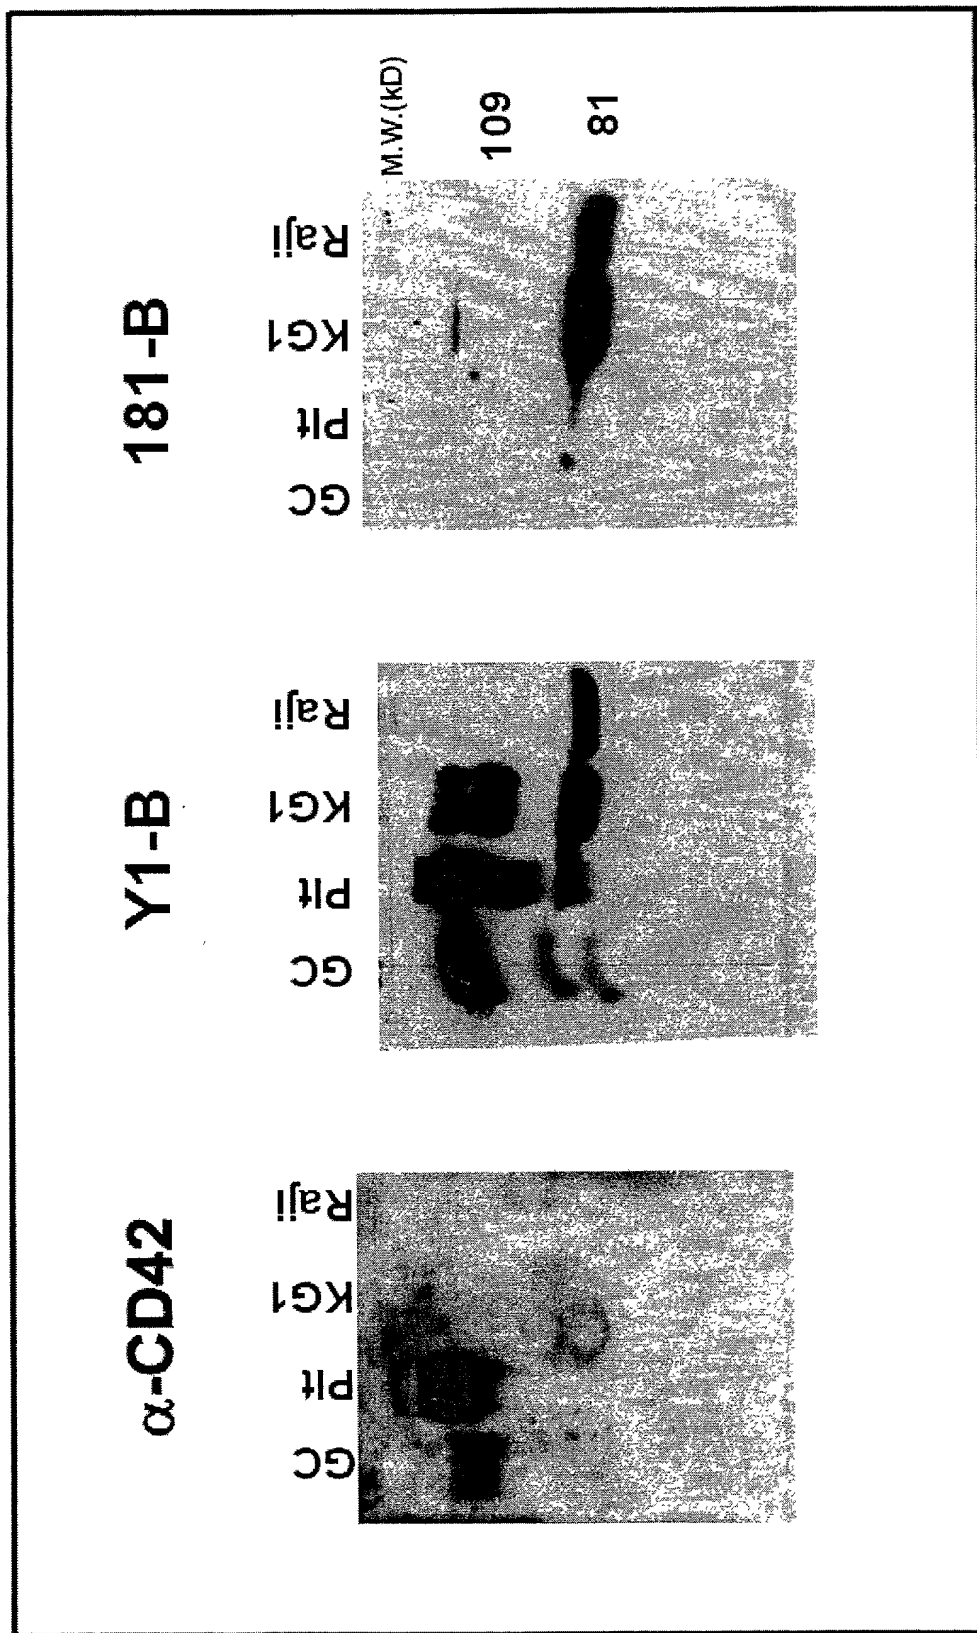 α-CD42
Y1-B
181-B
GC Plt KG1 Raji
GC Plt KG1 Raji
GC Plt KG1 Raji
M.W.(kD)
109
81